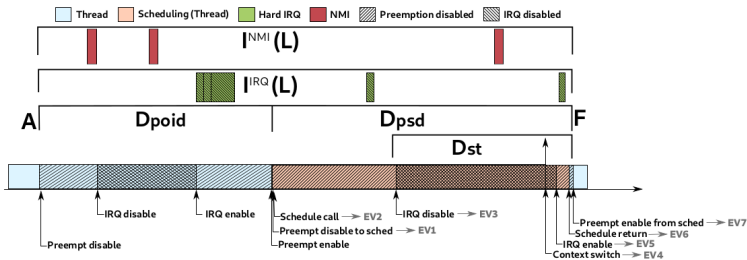 Thread Scheduling (Thread) Hard IRQ NMI Preemption disabled IRQ disabled
I^NMI (L)
I^IRQ (L)
A Dpoid Dpsd F
Dst
IRQ disable IRQ enable Schedule call → EV2 IRQ disable → EV3 Preempt enable from sched → EV7
Preempt disable to sched → EV1 Schedule return → EV6
Preempt disable Preempt enable IRQ enable → EV5
Context switch → EV4